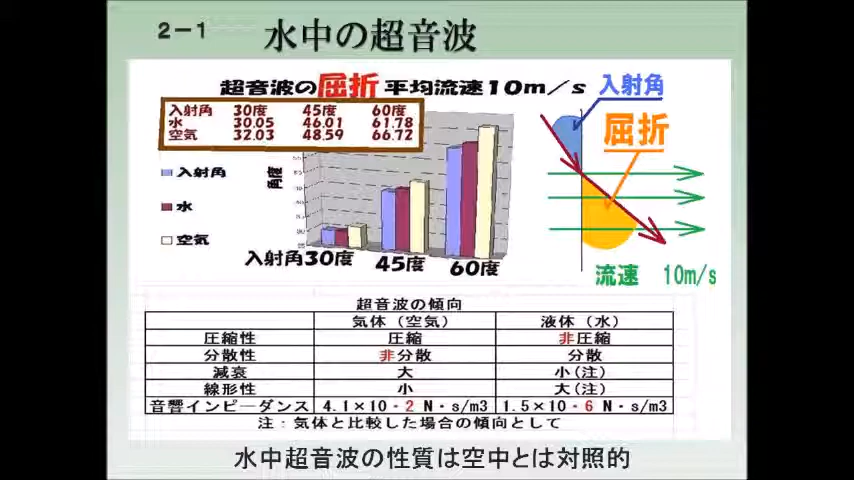 2-1 水中の超音波
超音波の屈折 平均流速10m/s
入射角 30度 45度 60度
水 30.05 46.01 61.78
空気 32.03 48.59 66.72
入射角
水
空気
角度
入射角30度 45度 60度
入射角
屈折
流速 10m/s
超音波の傾向
気体(空気) 液体(水)
圧縮性 圧縮 非圧縮
分散性 非分散 分散
減衰 大 小(注)
線形性 小 大(注)
音響インピーダンス 4.1×10・2 N・s/m3 1.5×10・6 N・s/m3
注:気体と比較した場合の傾向として
水中超音波の性質は空中とは対照的